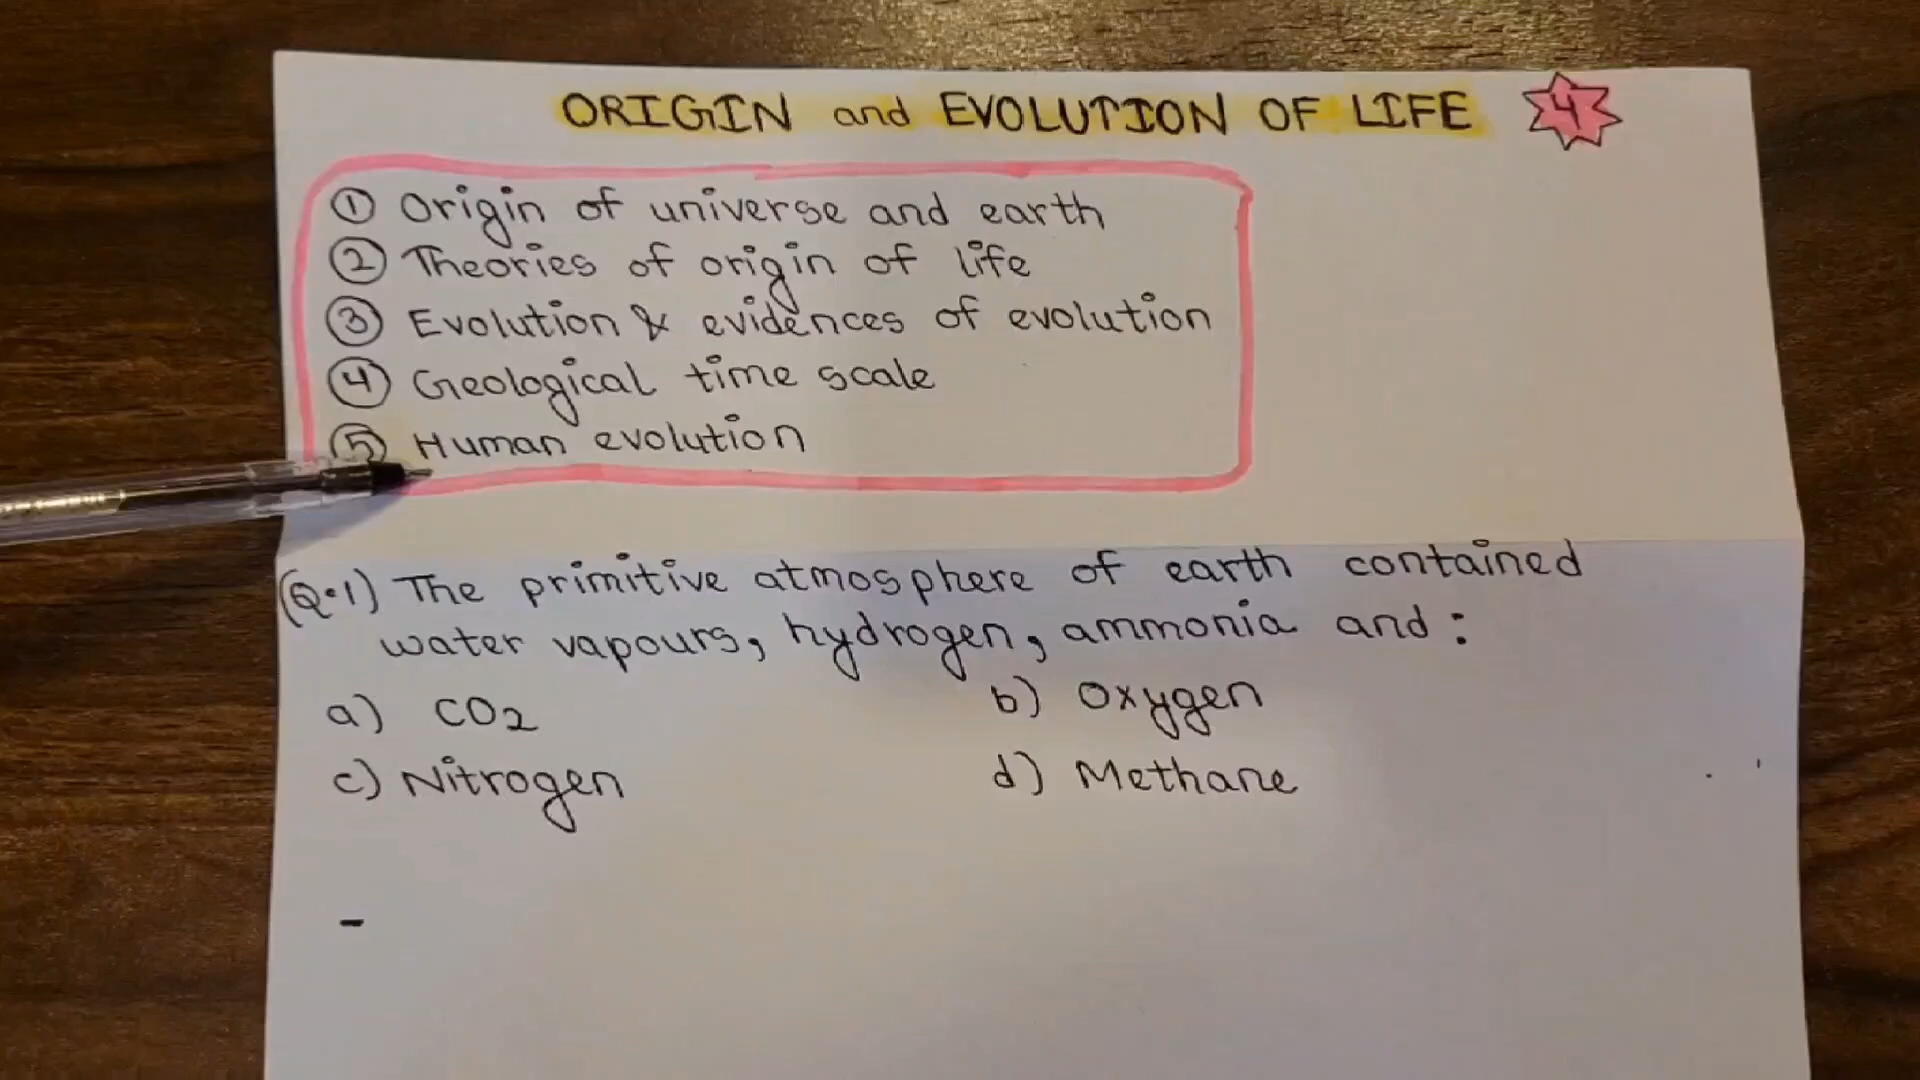 ORIGIN and EVOLUTION OF LIFE 4
① Origin of universe and earth
② Theories of origin of life
③ Evolution & evidences of evolution
④ Geological time scale
⑤ Human evolution
(Q.1) The primitive atmosphere of earth contained
water vapours, hydrogen, ammonia and :
a) CO2 b) Oxygen
c) Nitrogen d) Methane